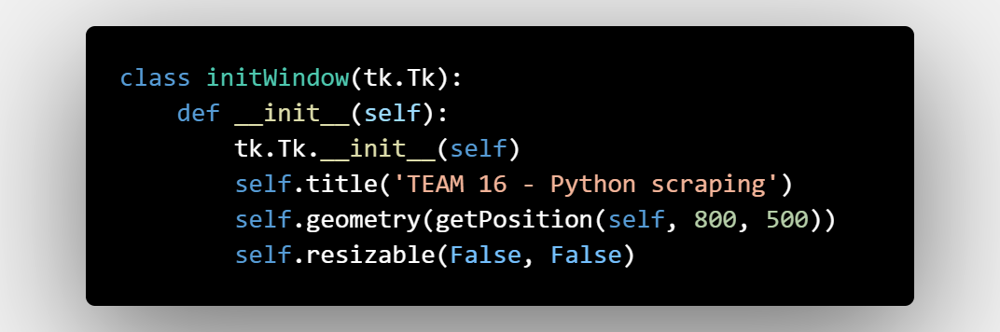 class initWindow(tk.Tk):
    def __init__(self):
        tk.Tk.__init__(self)
        self.title('TEAM 16 - Python scraping')
        self.geometry(getPosition(self, 800, 500))
        self.resizable(False, False)